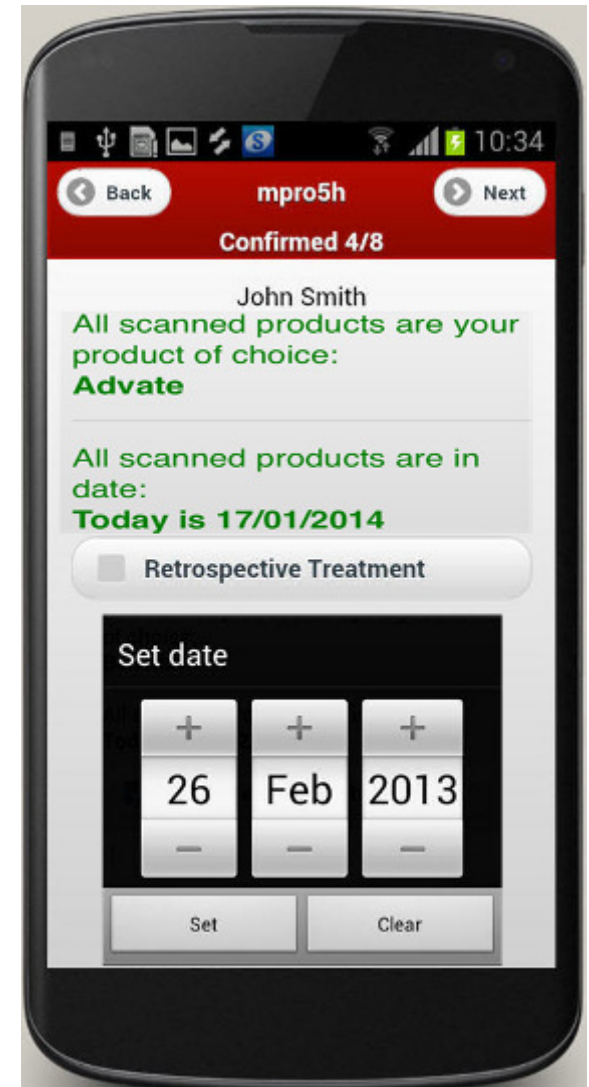 10:34
Back
mpro5h
Next
Confirmed 4/8
John Smith
All scanned products are your
product of choice:
Advate
All scanned products are in
date:
Today is 17/01/2014
Retrospective Treatment
Set date
+ + +
26 Feb 2013
− − −
Set
Clear